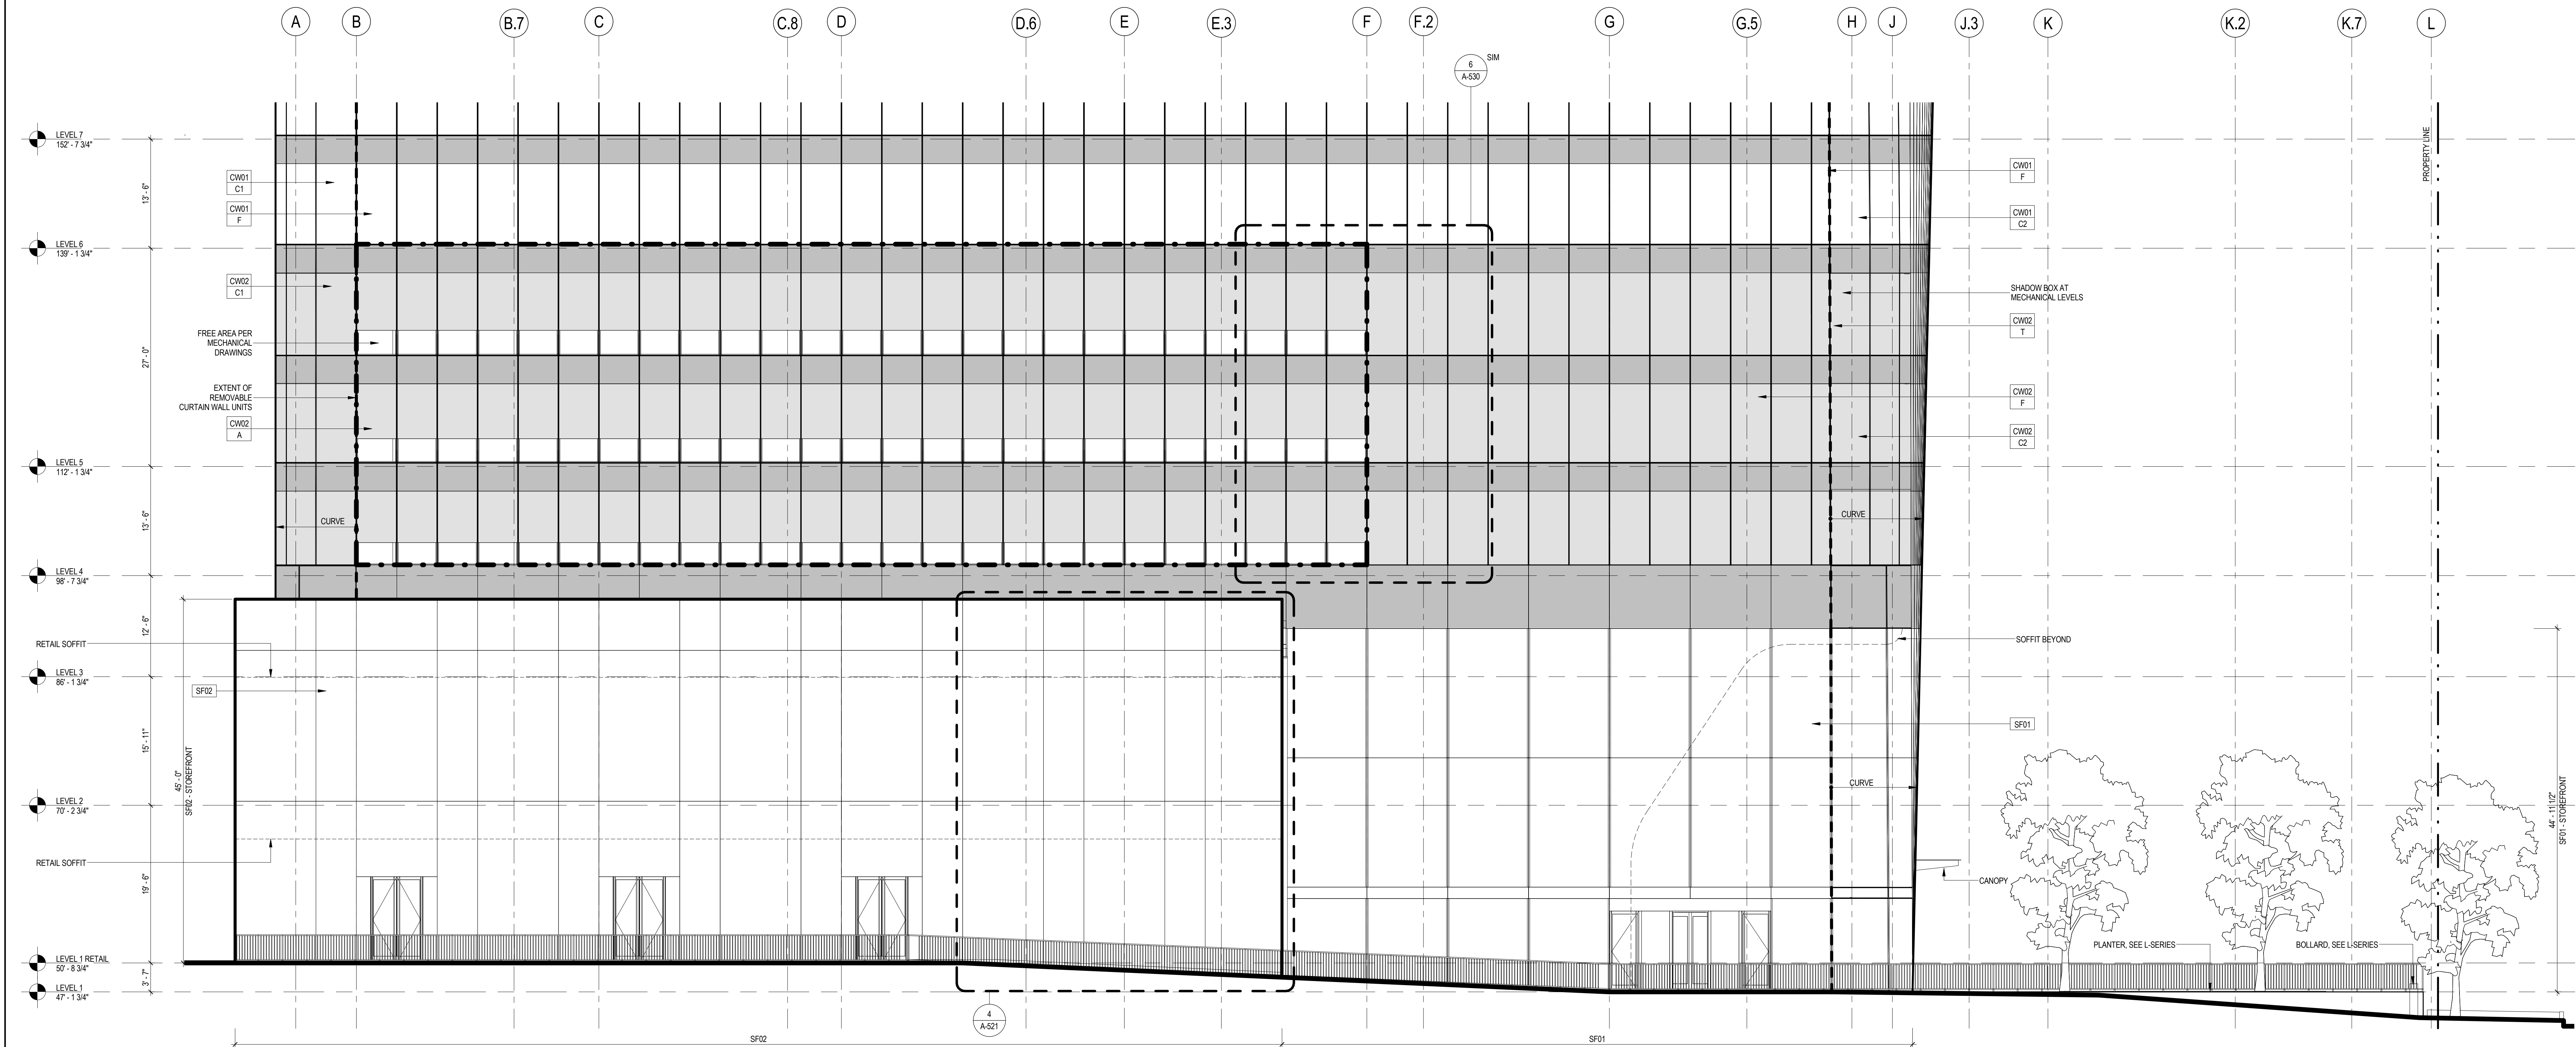 A
B
B.7
C
C.8
D
D.6
E
E.3
F
F.2
G
G.5
H
J
J.3
K
K.2
K.7
L
6
A-530
SIM
LEVEL 7
152' - 7 3/4"
13' - 6"
LEVEL 6
139' - 1 3/4"
27' - 0"
LEVEL 5
112' - 1 3/4"
13' - 6"
LEVEL 4
98' - 7 3/4"
12' - 6"
LEVEL 3
86' - 1 3/4"
15' - 11"
LEVEL 2
70' - 2 3/4"
19' - 6"
LEVEL 1 RETAIL
50' - 8 3/4"
3' - 7"
LEVEL 1
47' - 1 3/4"
CW01
C1
CW01
F
CW02
C1
FREE AREA PER
MECHANICAL
DRAWINGS
EXTENT OF
REMOVABLE
CURTAIN WALL UNITS
CW02
A
CURVE
RETAIL SOFFIT
SF02
45' - 0"
SF02 - STOREFRONT
RETAIL SOFFIT
4
A-521
SF02
SF01
CW01
F
CW01
C2
SHADOW BOX AT
MECHANICAL LEVELS
CW02
T
CW02
F
CW02
C2
CURVE
SOFFIT BEYOND
SF01
CURVE
CANOPY
PLANTER, SEE L-SERIES
BOLLARD, SEE L-SERIES
PROPERTY LINE
44' - 11 1/2"
SF01 - STOREFRONT